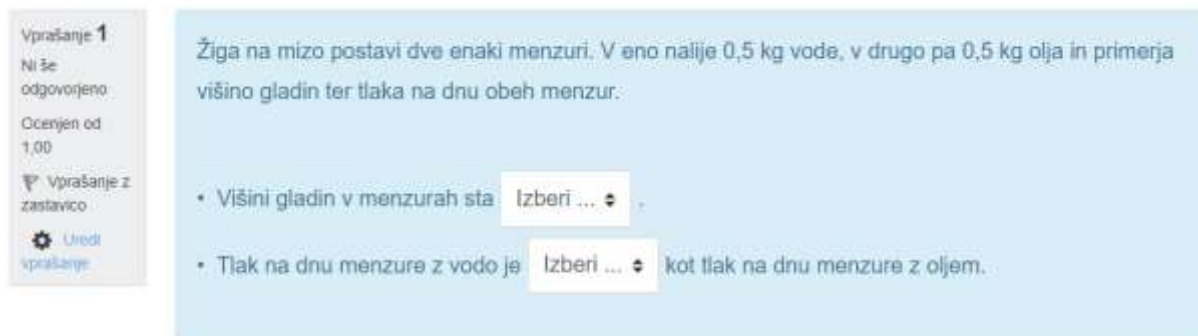 Vprašanje 1
Ni še
odgovorjeno
Ocenjen od
1,00
Vprašanje z
zastavico
Uredi
vprašanje
Žiga na mizo postavi dve enaki menzuri. V eno nalije 0,5 kg vode, v drugo pa 0,5 kg olja in primerja
višino gladin ter tlaka na dnu obeh menzur.
• Višini gladin v menzurah sta Izberi ... .
• Tlak na dnu menzure z vodo je Izberi ... kot tlak na dnu menzure z oljem.